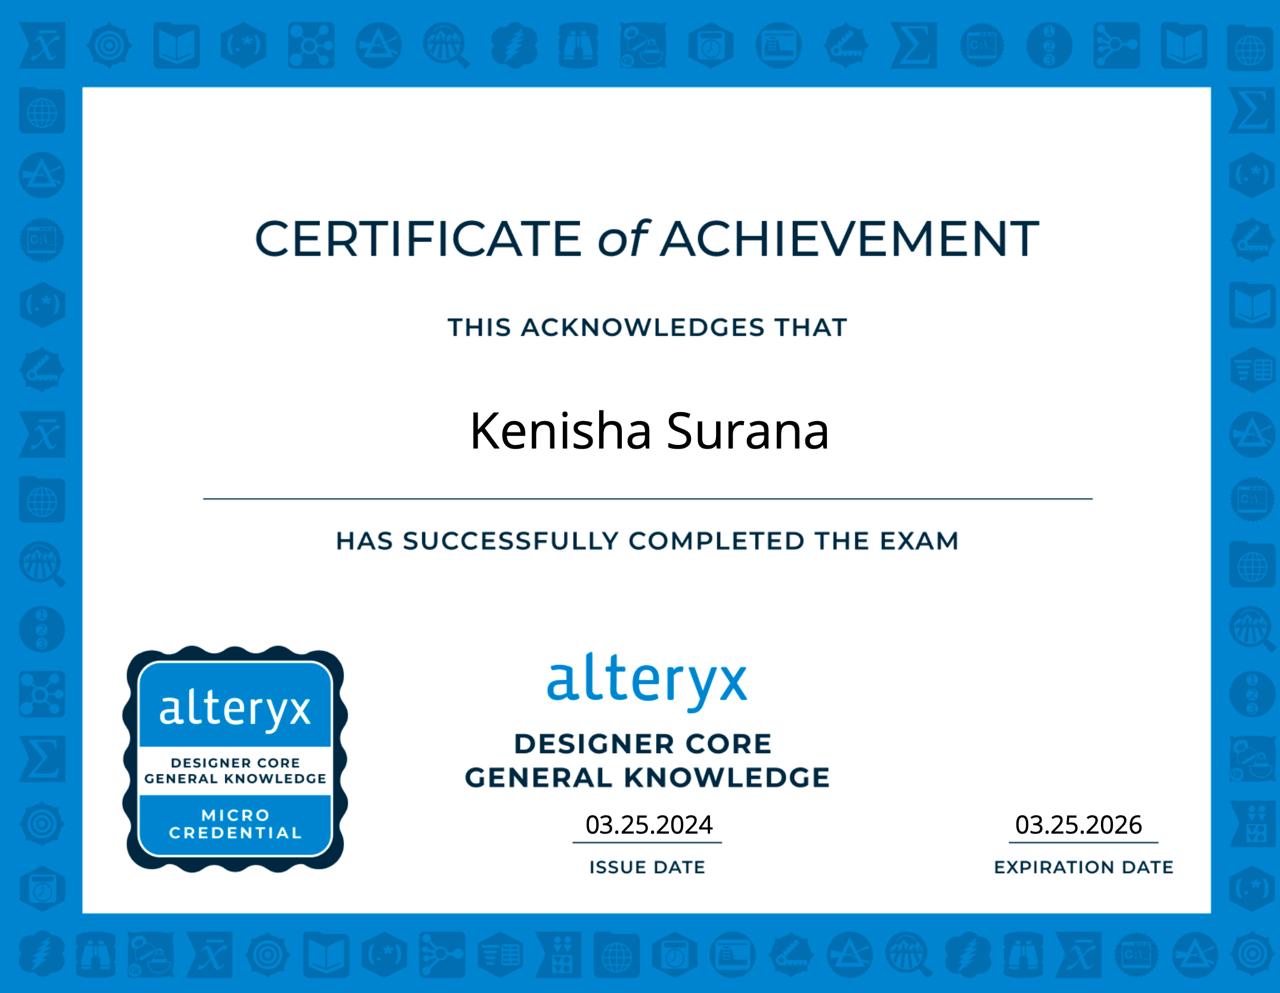 CERTIFICATE of ACHIEVEMENT
THIS ACKNOWLEDGES THAT
Kenisha Surana
HAS SUCCESSFULLY COMPLETED THE EXAM
alteryx
DESIGNER CORE
GENERAL KNOWLEDGE
MICRO
CREDENTIAL
alteryx
DESIGNER CORE
GENERAL KNOWLEDGE
03.25.2024
ISSUE DATE
03.25.2026
EXPIRATION DATE